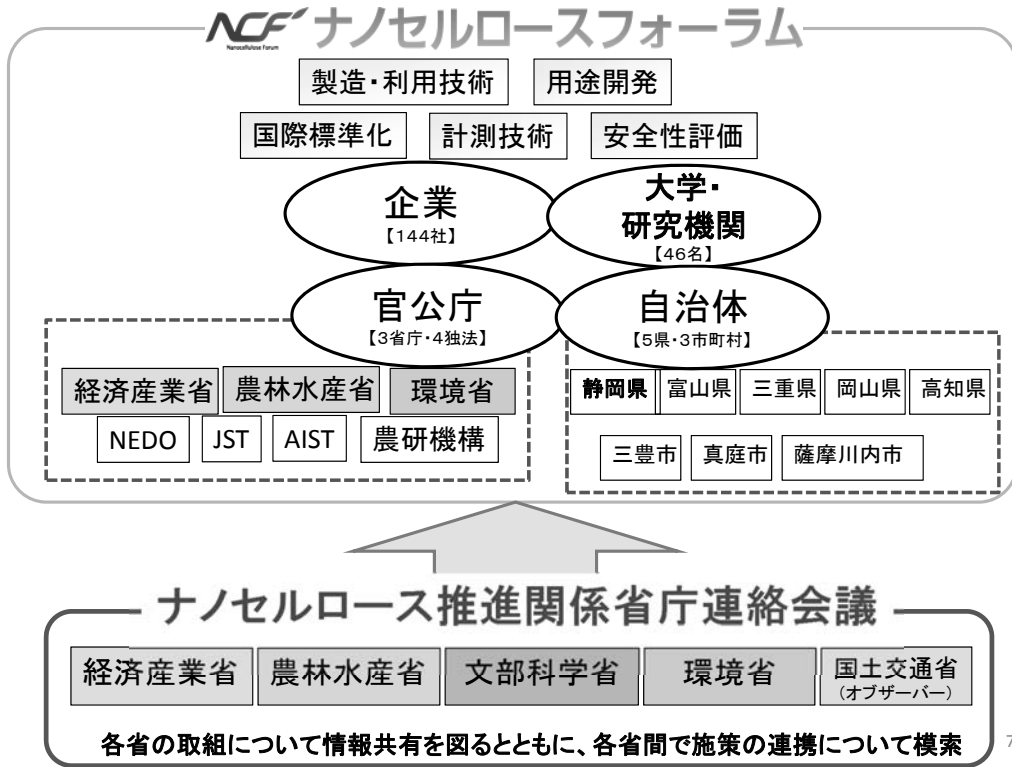 NCF ナノセルロースフォーラム
Nanocellulose Forum
製造・利用技術 用途開発
国際標準化 計測技術 安全性評価
企業
【144社】
大学・
研究機関
【46名】
官公庁
【3省庁・4独法】
自治体
【5県・3市町村】
経済産業省 農林水産省 環境省
NEDO JST AIST 農研機構
静岡県 富山県 三重県 岡山県 高知県
三豊市 真庭市 薩摩川内市
ナノセルロース推進関係省庁連絡会議
経済産業省 農林水産省 文部科学省 環境省 国土交通省
(オブザーバー)
各省の取組について情報共有を図るとともに、各省間で施策の連携について模索
7